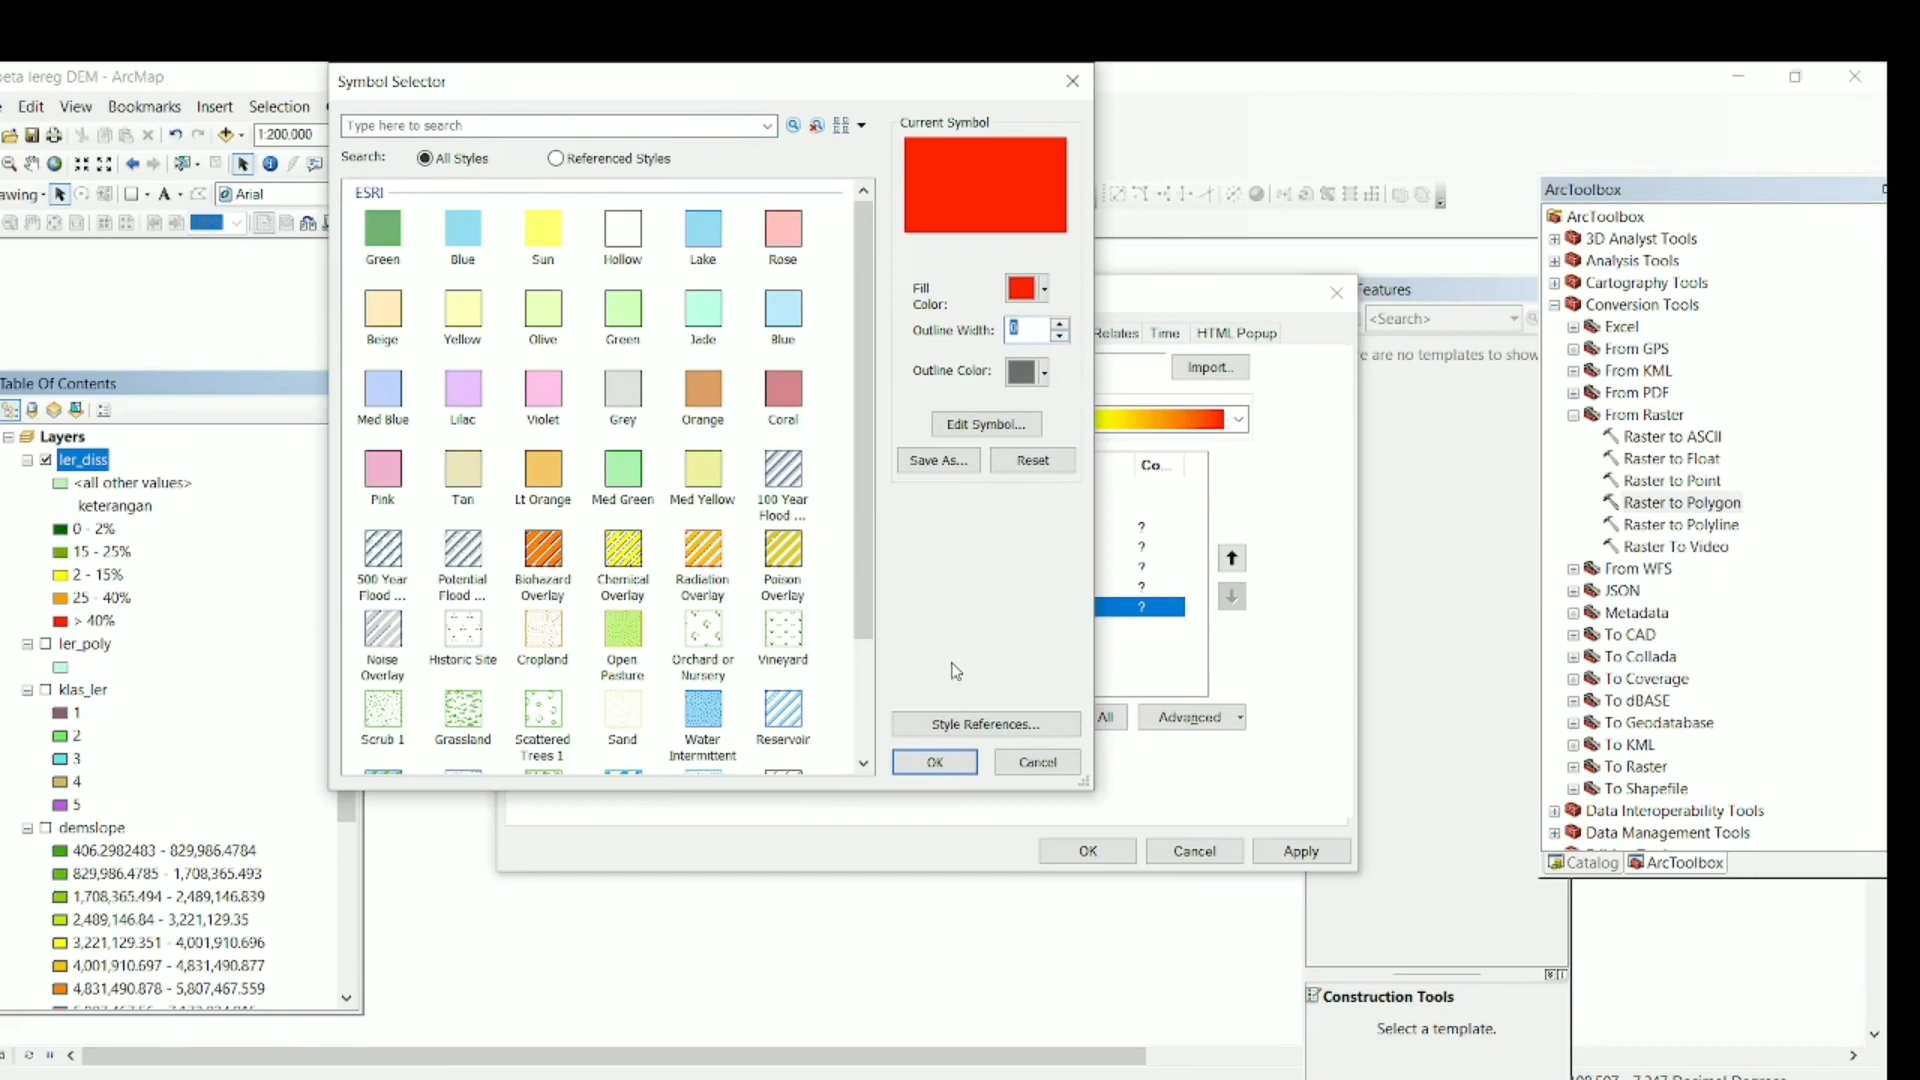 beta lereg DEM - ArcMap
Edit View Bookmarks Insert Selection
1:200.000
Arial
Table Of Contents
Layers
ler_diss
<all other values>
keterangan
0 - 2%
15 - 25%
2 - 15%
25 - 40%
> 40%
ler_poly
klas_ler
1
2
3
4
5
demslope
406.2982483 - 829,986.4784
829,986.4785 - 1,708,365.493
1,708,365.494 - 2,489,146.839
2,489,146.84 - 3,221,129.35
3,221,129.351 - 4,001,910.696
4,001,910.697 - 4,831,490.877
4,831,490.878 - 5,807,467.559
Symbol Selector
Type here to search
Search: All Styles Referenced Styles
ESRI
Green Blue Sun Hollow Lake Rose
Beige Yellow Olive Green Jade Blue
Med Blue Lilac Violet Grey Orange Coral
Pink Tan Lt Orange Med Green Med Yellow 100 Year Flood ...
500 Year Flood ... Potential Flood ... Biohazard Overlay Chemical Overlay Radiation Overlay Poison Overlay
Noise Overlay Historic Site Cropland Open Pasture Orchard or Nursery Vineyard
Scrub 1 Grassland Scattered Trees 1 Sand Water Intermittent Reservoir
Current Symbol
Fill Color:
Outline Width: 0
Outline Color:
Edit Symbol...
Save As... Reset
Style References...
OK Cancel
Relates Time HTML Popup
Import...
Co...
?
?
?
?
?
All Advanced
OK Cancel Apply
Features
<Search>
e are no templates to show
Construction Tools
Select a template.
ArcToolbox
ArcToolbox
3D Analyst Tools
Analysis Tools
Cartography Tools
Conversion Tools
Excel
From GPS
From KML
From PDF
From Raster
Raster to ASCII
Raster to Float
Raster to Point
Raster to Polygon
Raster to Polyline
Raster To Video
From WFS
JSON
Metadata
To CAD
To Collada
To Coverage
To dBASE
To Geodatabase
To KML
To Raster
To Shapefile
Data Interoperability Tools
Data Management Tools
Catalog ArcToolbox